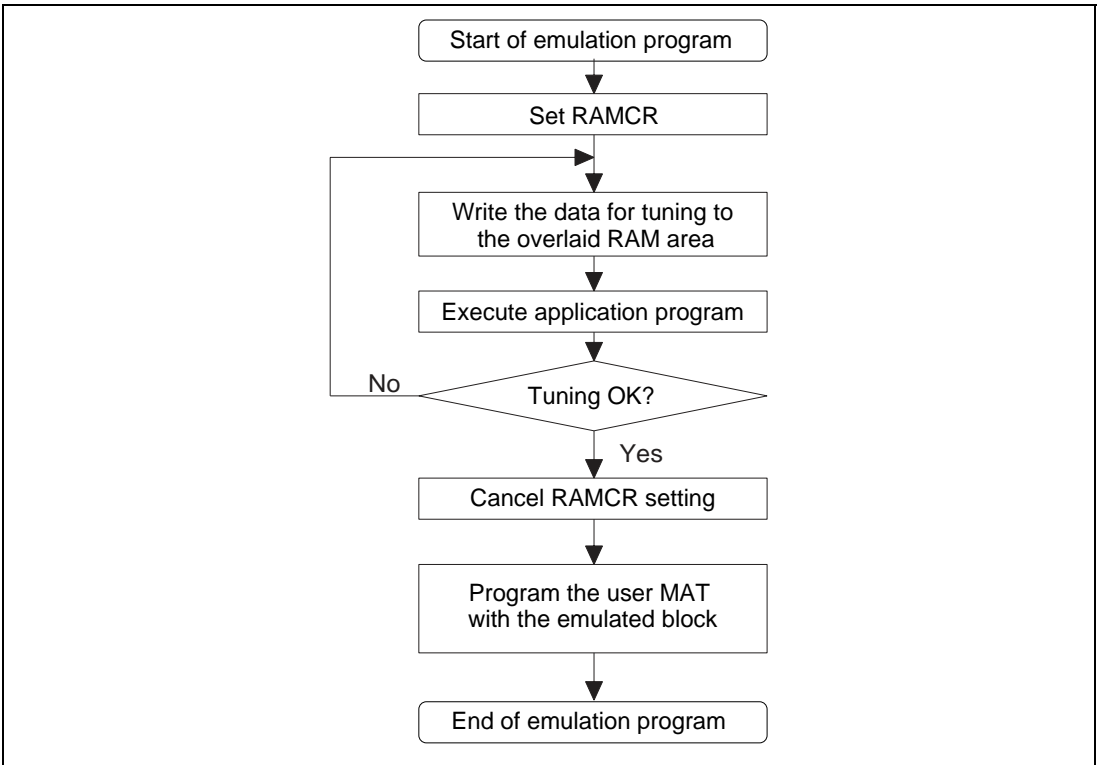 Start of emulation program
Set RAMCR
Write the data for tuning to
the overlaid RAM area
Execute application program
No
Tuning OK?
Yes
Cancel RAMCR setting
Program the user MAT
with the emulated block
End of emulation program